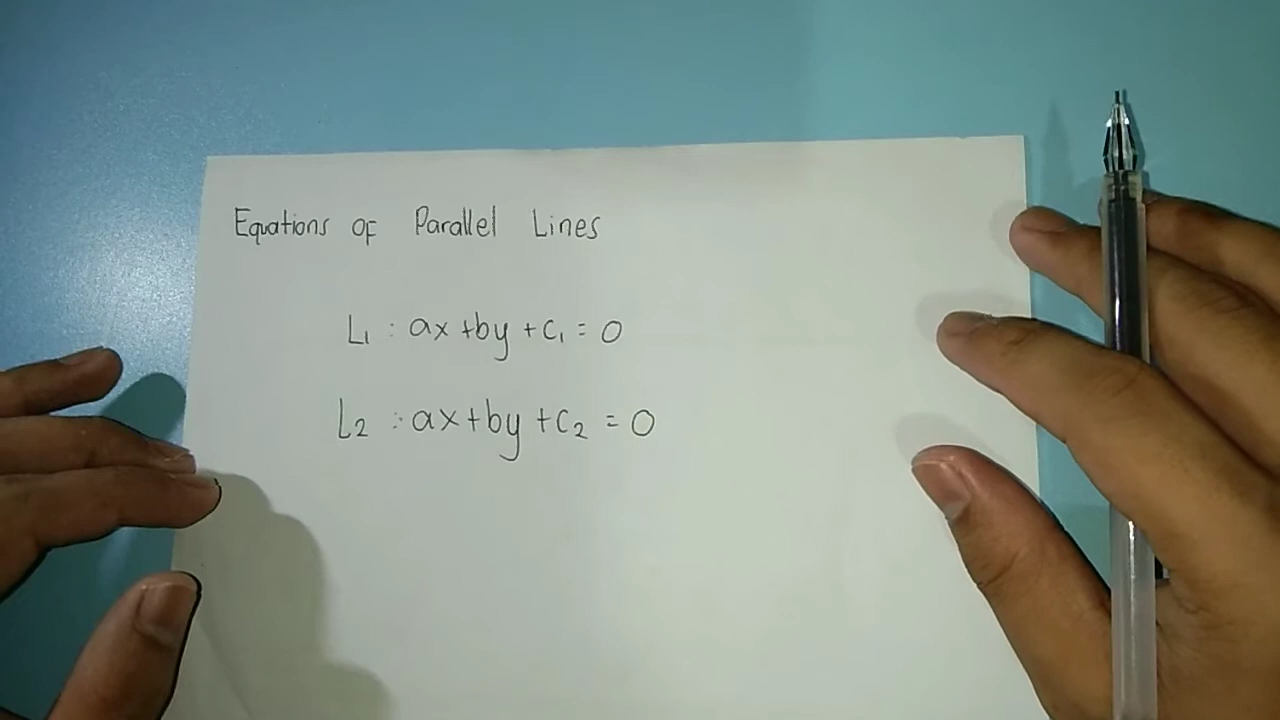 Equations of Parallel Lines
L₁ : ax +by +c₁ = 0
L₂ : ax+by +c₂ = 0